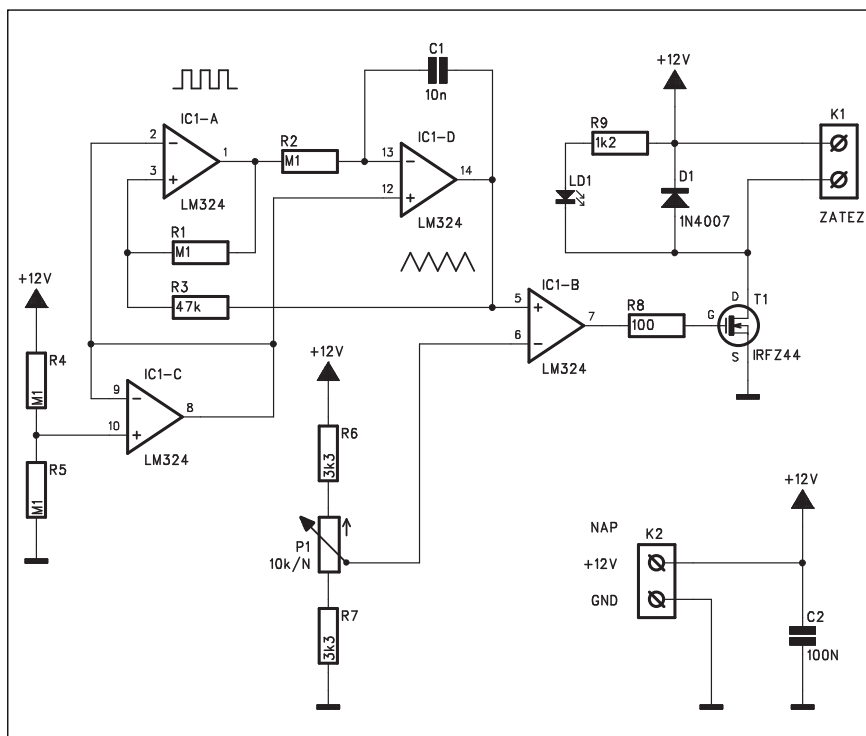 C1
10n
IC1-A
2
3
1
LM324
R2
M1
IC1-D
13
12
14
LM324
R1
M1
R3
47k
+12V
R4
M1
R5
M1
IC1-C
9
10
8
LM324
+12V
R6
3k3
P1
10k/N
R7
3k3
IC1-B
5
6
7
LM324
R8
100
+12V
R9
1k2
LD1
D1
1N4007
K1
ZATEZ
D
T1
G
S
IRFZ44
NAP
K2
+12V
GND
+12V
C2
100N